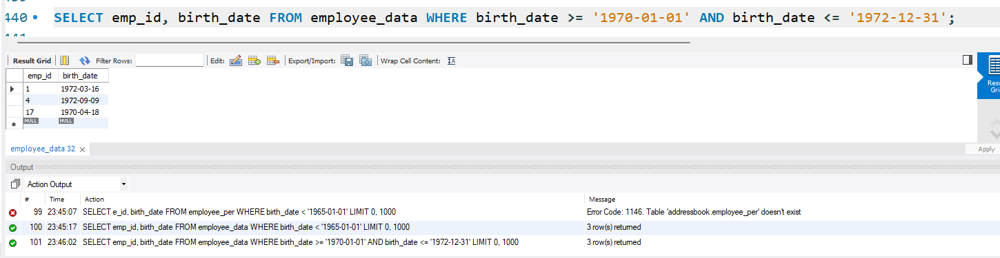 440 SELECT emp_id, birth_date FROM employee_data WHERE birth_date >= '1970-01-01' AND birth_date <= '1972-12-31';
Result Grid Filter Rows: Edit: Export/Import: Wrap Cell Content:
emp_id birth_date
1 1972-03-16
4 1972-09-09
17 1970-04-18
NULL NULL
employee_data 32
Apply
Output
Action Output
# Time Action Message
99 23:45:07 SELECT e_id, birth_date FROM employee_per WHERE birth_date < '1965-01-01' LIMIT 0, 1000 Error Code: 1146. Table 'addressbook.employee_per' doesn't exist
100 23:45:17 SELECT emp_id, birth_date FROM employee_data WHERE birth_date < '1965-01-01' LIMIT 0, 1000 3 row(s) returned
101 23:46:02 SELECT emp_id, birth_date FROM employee_data WHERE birth_date >= '1970-01-01' AND birth_date <= '1972-12-31' LIMIT 0, 1000 3 row(s) returned